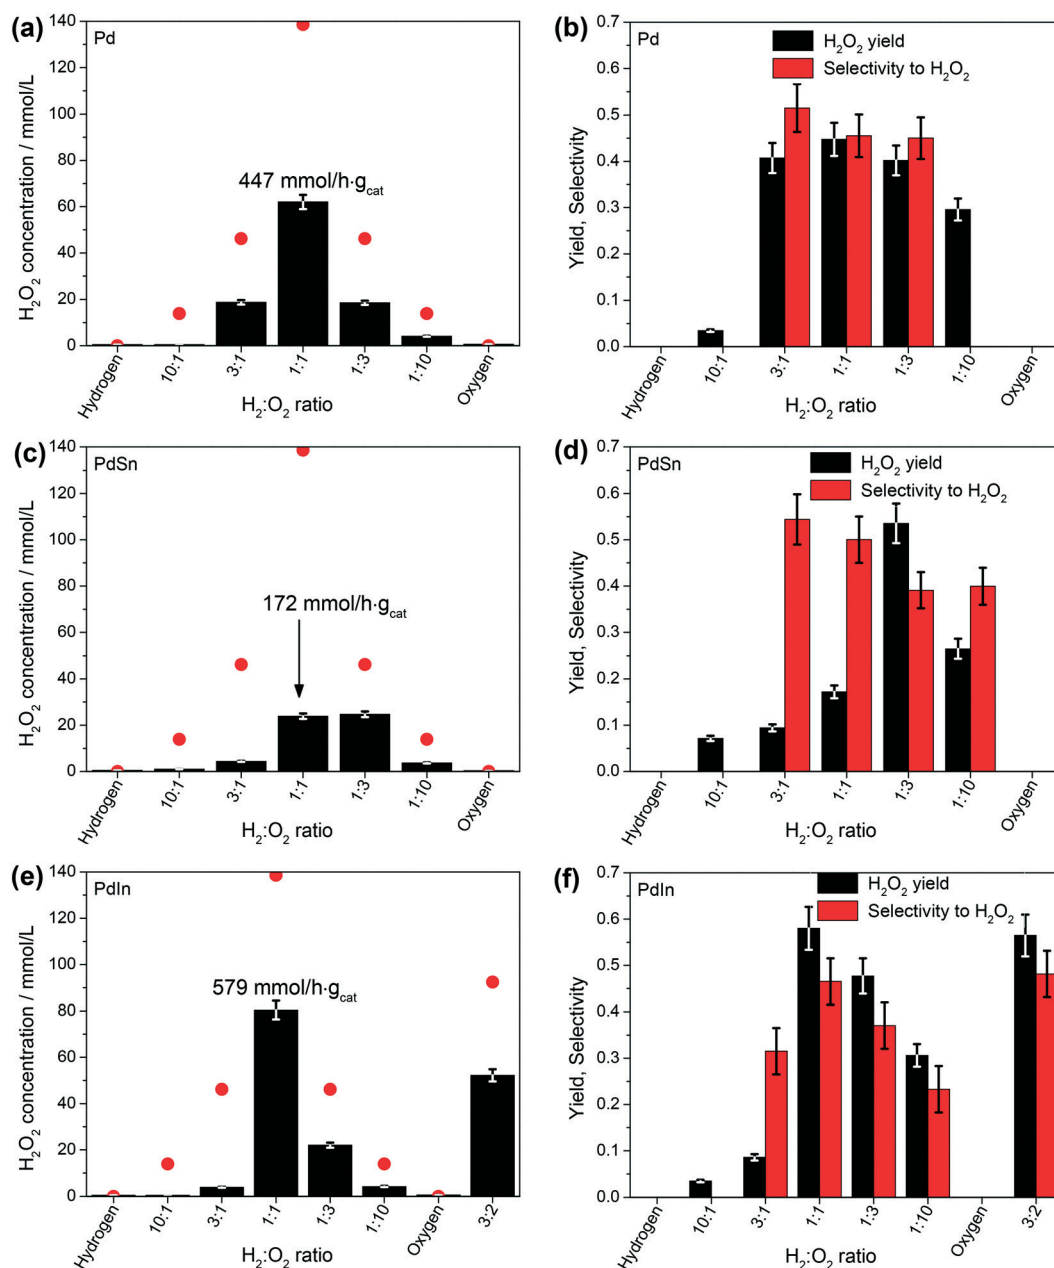 (a)
Pd
140
120
100
80
60
40
20
0
H₂O₂ concentration / mmol/L
447 mmol/h·g_cat
Hydrogen
10:1
3:1
1:1
1:3
1:10
Oxygen
H₂:O₂ ratio
(b)
Pd
H₂O₂ yield
Selectivity to H₂O₂
0.7
0.6
0.5
0.4
0.3
0.2
0.1
0.0
Yield, Selectivity
Hydrogen
10:1
3:1
1:1
1:3
1:10
Oxygen
H₂:O₂ ratio
(c)
PdSn
140
120
100
80
60
40
20
0
H₂O₂ concentration / mmol/L
172 mmol/h·g_cat
Hydrogen
10:1
3:1
1:1
1:3
1:10
Oxygen
H₂:O₂ ratio
(d)
PdSn
H₂O₂ yield
Selectivity to H₂O₂
0.7
0.6
0.5
0.4
0.3
0.2
0.1
0.0
Yield, Selectivity
Hydrogen
10:1
3:1
1:1
1:3
1:10
Oxygen
H₂:O₂ ratio
(e)
PdIn
140
120
100
80
60
40
20
0
H₂O₂ concentration / mmol/L
579 mmol/h·g_cat
Hydrogen
10:1
3:1
1:1
1:3
1:10
Oxygen
3:2
H₂:O₂ ratio
(f)
PdIn
H₂O₂ yield
Selectivity to H₂O₂
0.7
0.6
0.5
0.4
0.3
0.2
0.1
0.0
Yield, Selectivity
Hydrogen
10:1
3:1
1:1
1:3
1:10
Oxygen
3:2
H₂:O₂ ratio